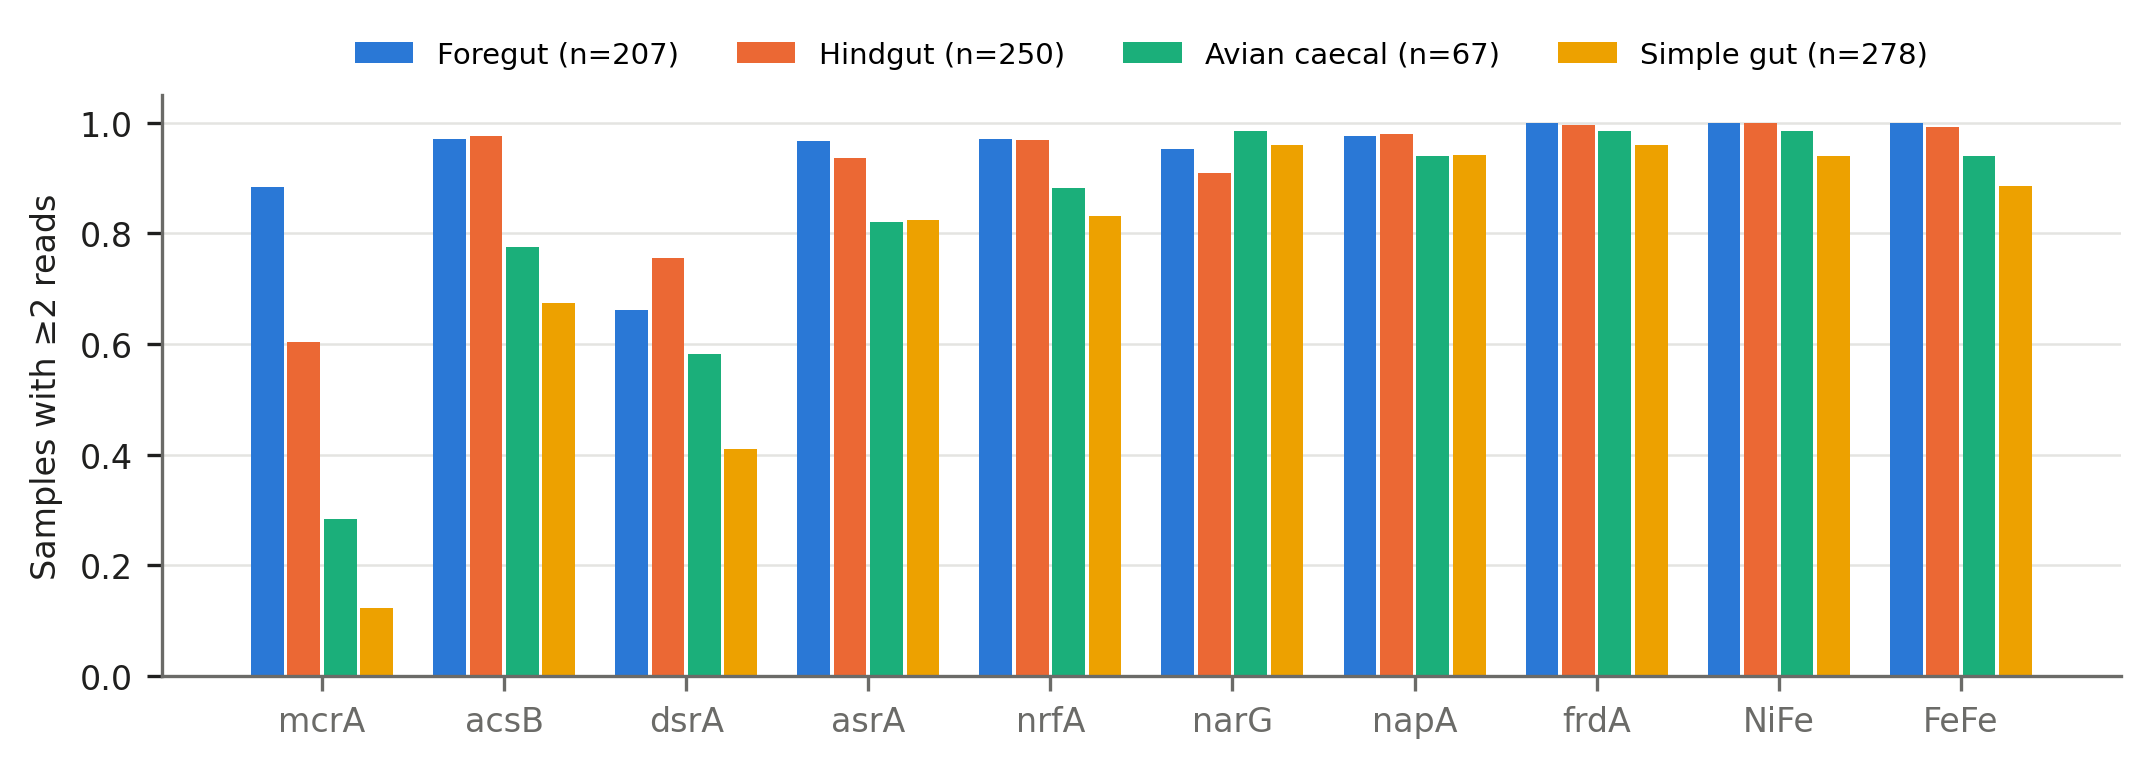 Foregut (n=207) Hindgut (n=250) Avian caecal (n=67) Simple gut (n=278)
Samples with ≥2 reads
1.0
0.8
0.6
0.4
0.2
0.0
mcrA acsB dsrA asrA nrfA narG napA frdA NiFe FeFe